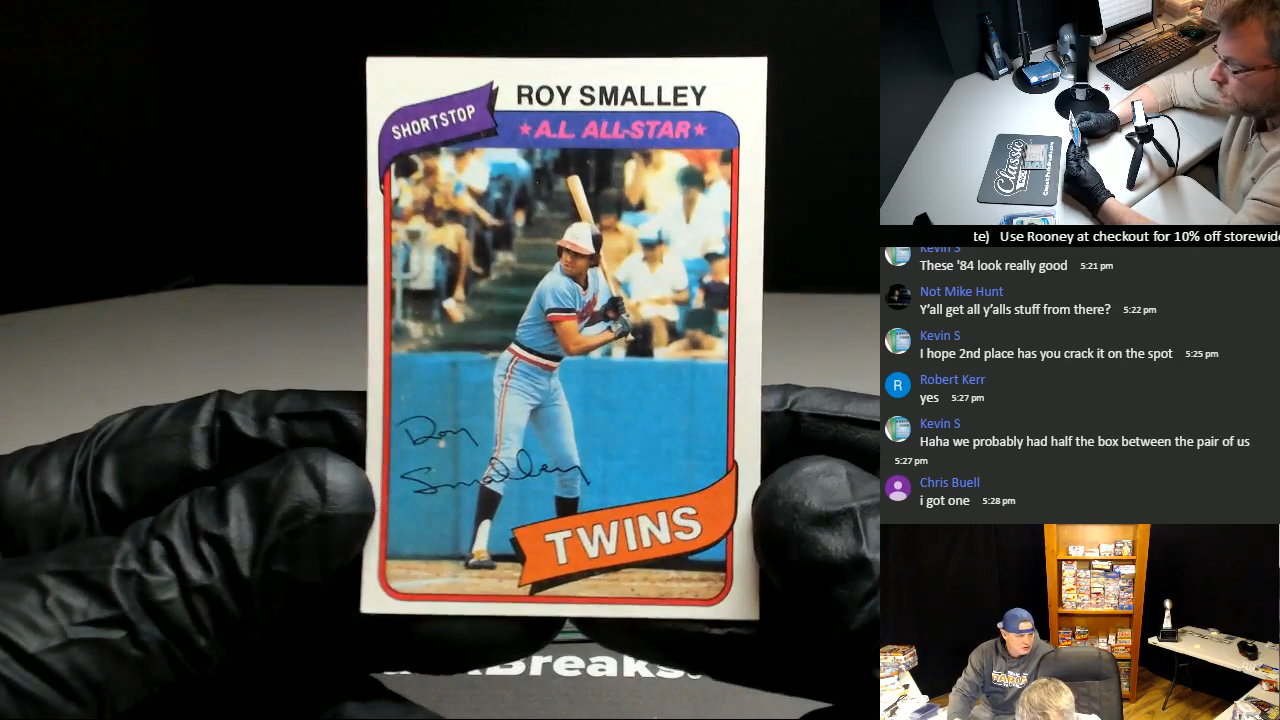 ROY SMALLEY
SHORTSTOP
★A.L. ALL-STAR★
Roy
Smalley
TWINS
Breaks.
Classic
te) Use Rooney at checkout for 10% off storewide
Kevin S
These '84 look really good 5:21 pm
Not Mike Hunt
Y'all get all y'alls stuff from there? 5:22 pm
Kevin S
I hope 2nd place has you crack it on the spot 5:25 pm
R Robert Kerr
yes 5:27 pm
Kevin S
Haha we probably had half the box between the pair of us
5:27 pm
Chris Buell
i got one 5:28 pm